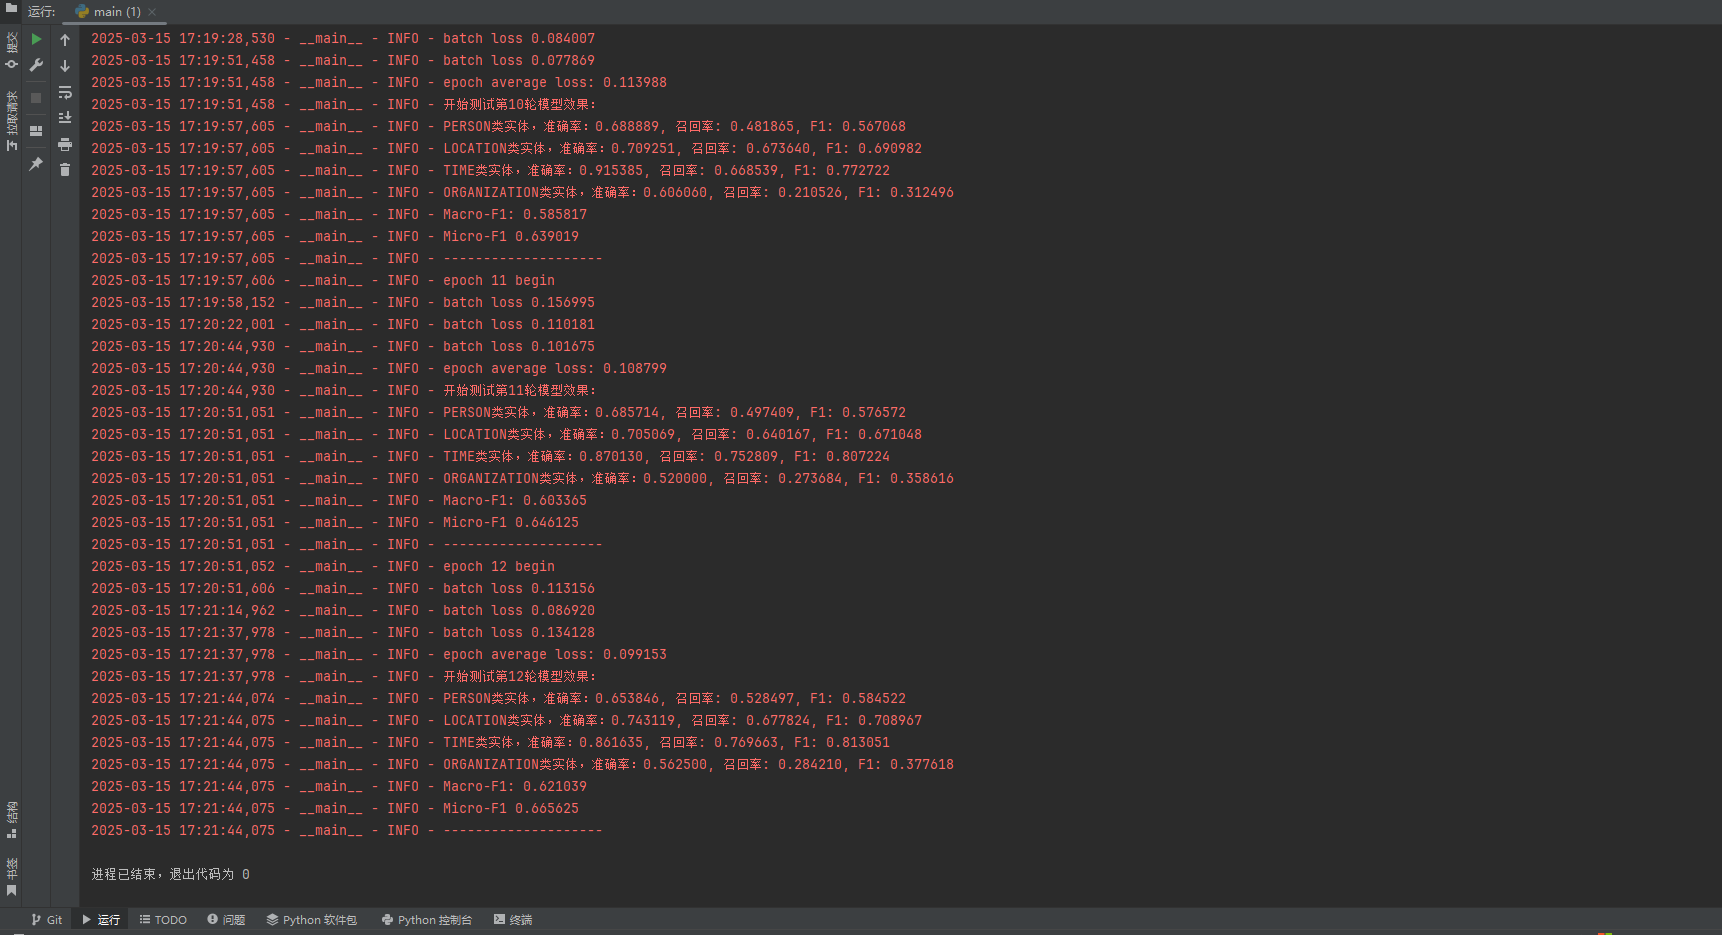 运行: main (1)
提交
拉取请求
2025-03-15 17:19:28,530 - __main__ - INFO - batch loss 0.084007
2025-03-15 17:19:51,458 - __main__ - INFO - batch loss 0.077869
2025-03-15 17:19:51,458 - __main__ - INFO - epoch average loss: 0.113988
2025-03-15 17:19:51,458 - __main__ - INFO - 开始测试第10轮模型效果:
2025-03-15 17:19:57,605 - __main__ - INFO - PERSON类实体，准确率：0.688889, 召回率: 0.481865, F1: 0.567068
2025-03-15 17:19:57,605 - __main__ - INFO - LOCATION类实体，准确率：0.709251, 召回率: 0.673640, F1: 0.690982
2025-03-15 17:19:57,605 - __main__ - INFO - TIME类实体，准确率：0.915385, 召回率: 0.668539, F1: 0.772722
2025-03-15 17:19:57,605 - __main__ - INFO - ORGANIZATION类实体，准确率：0.606060, 召回率: 0.210526, F1: 0.312496
2025-03-15 17:19:57,605 - __main__ - INFO - Macro-F1: 0.585817
2025-03-15 17:19:57,605 - __main__ - INFO - Micro-F1 0.639019
2025-03-15 17:19:57,605 - __main__ - INFO - --------------------
2025-03-15 17:19:57,606 - __main__ - INFO - epoch 11 begin
2025-03-15 17:19:58,152 - __main__ - INFO - batch loss 0.156995
2025-03-15 17:20:22,001 - __main__ - INFO - batch loss 0.110181
2025-03-15 17:20:44,930 - __main__ - INFO - batch loss 0.101675
2025-03-15 17:20:44,930 - __main__ - INFO - epoch average loss: 0.108799
2025-03-15 17:20:44,930 - __main__ - INFO - 开始测试第11轮模型效果:
2025-03-15 17:20:51,051 - __main__ - INFO - PERSON类实体，准确率：0.685714, 召回率: 0.497409, F1: 0.576572
2025-03-15 17:20:51,051 - __main__ - INFO - LOCATION类实体，准确率：0.705069, 召回率: 0.640167, F1: 0.671048
2025-03-15 17:20:51,051 - __main__ - INFO - TIME类实体，准确率：0.870130, 召回率: 0.752809, F1: 0.807224
2025-03-15 17:20:51,051 - __main__ - INFO - ORGANIZATION类实体，准确率：0.520000, 召回率: 0.273684, F1: 0.358616
2025-03-15 17:20:51,051 - __main__ - INFO - Macro-F1: 0.603365
2025-03-15 17:20:51,051 - __main__ - INFO - Micro-F1 0.646125
2025-03-15 17:20:51,051 - __main__ - INFO - --------------------
2025-03-15 17:20:51,052 - __main__ - INFO - epoch 12 begin
2025-03-15 17:20:51,606 - __main__ - INFO - batch loss 0.113156
2025-03-15 17:21:14,962 - __main__ - INFO - batch loss 0.086920
2025-03-15 17:21:37,978 - __main__ - INFO - batch loss 0.134128
2025-03-15 17:21:37,978 - __main__ - INFO - epoch average loss: 0.099153
2025-03-15 17:21:37,978 - __main__ - INFO - 开始测试第12轮模型效果:
2025-03-15 17:21:44,074 - __main__ - INFO - PERSON类实体，准确率：0.653846, 召回率: 0.528497, F1: 0.584522
2025-03-15 17:21:44,075 - __main__ - INFO - LOCATION类实体，准确率：0.743119, 召回率: 0.677824, F1: 0.708967
2025-03-15 17:21:44,075 - __main__ - INFO - TIME类实体，准确率：0.861635, 召回率: 0.769663, F1: 0.813051
2025-03-15 17:21:44,075 - __main__ - INFO - ORGANIZATION类实体，准确率：0.562500, 召回率: 0.284210, F1: 0.377618
2025-03-15 17:21:44,075 - __main__ - INFO - Macro-F1: 0.621039
2025-03-15 17:21:44,075 - __main__ - INFO - Micro-F1 0.665625
2025-03-15 17:21:44,075 - __main__ - INFO - --------------------
进程已结束，退出代码为 0
结构
书签
Git 运行 TODO 问题 Python 软件包 Python 控制台 终端